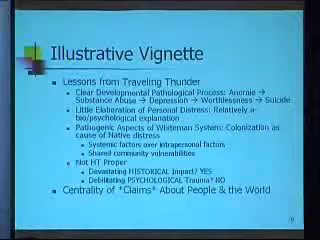 Illustrative Vignette
Lessons from Traveling Thunder
Clear Developmental Pathological Process: Anomie →
Substance Abuse → Depression → Worthlessness → Suicide
Little Elaboration of Personal Distress: Relatively a-
bio/psychological explanation
Pathogenic Aspects of Whiteman System: Colonization as
cause of Native distress
Systemic factors over intrapersonal factors
Shared community vulnerabilities
Not HT Proper
Devastating HISTORICAL Impact? YES
Debilitating PSYCHOLOGICAL Trauma? NO
Centrality of *Claims* About People & the World